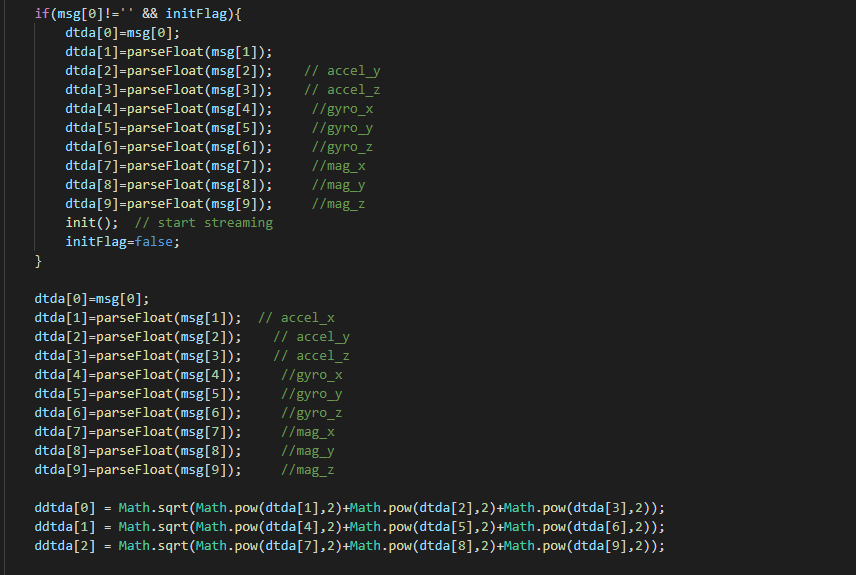 if(msg[0]!='' && initFlag){
dtda[0]=msg[0];
dtda[1]=parseFloat(msg[1]);
dtda[2]=parseFloat(msg[2]);    // accel_y
dtda[3]=parseFloat(msg[3]);    // accel_z
dtda[4]=parseFloat(msg[4]);     //gyro_x
dtda[5]=parseFloat(msg[5]);     //gyro_y
dtda[6]=parseFloat(msg[6]);     //gyro_z
dtda[7]=parseFloat(msg[7]);     //mag_x
dtda[8]=parseFloat(msg[8]);     //mag_y
dtda[9]=parseFloat(msg[9]);     //mag_z
init();  // start streaming
initFlag=false;
}
dtda[0]=msg[0];
dtda[1]=parseFloat(msg[1]);  // accel_x
dtda[2]=parseFloat(msg[2]);    // accel_y
dtda[3]=parseFloat(msg[3]);    // accel_z
dtda[4]=parseFloat(msg[4]);     //gyro_x
dtda[5]=parseFloat(msg[5]);     //gyro_y
dtda[6]=parseFloat(msg[6]);     //gyro_z
dtda[7]=parseFloat(msg[7]);     //mag_x
dtda[8]=parseFloat(msg[8]);     //mag_y
dtda[9]=parseFloat(msg[9]);     //mag_z
ddtda[0] = Math.sqrt(Math.pow(dtda[1],2)+Math.pow(dtda[2],2)+Math.pow(dtda[3],2));
ddtda[1] = Math.sqrt(Math.pow(dtda[4],2)+Math.pow(dtda[5],2)+Math.pow(dtda[6],2));
ddtda[2] = Math.sqrt(Math.pow(dtda[7],2)+Math.pow(dtda[8],2)+Math.pow(dtda[9],2));